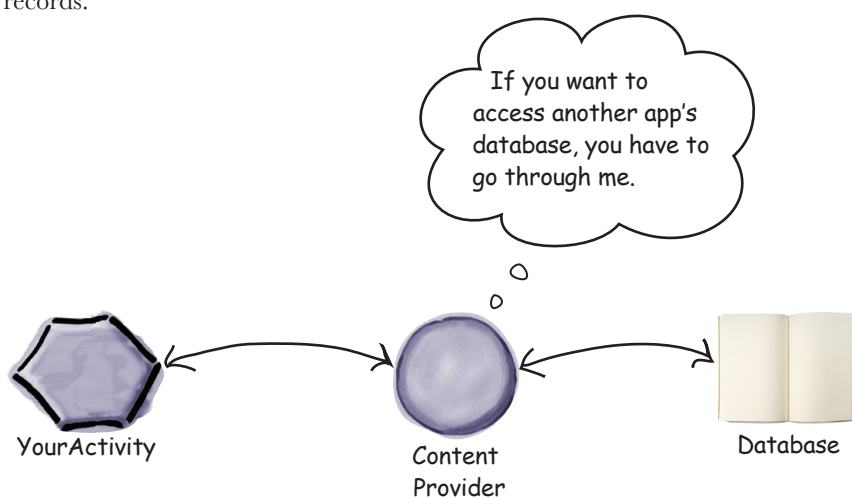 records.
If you want to
access another app's
database, you have to
go through me.
YourActivity
Content
Provider
Database